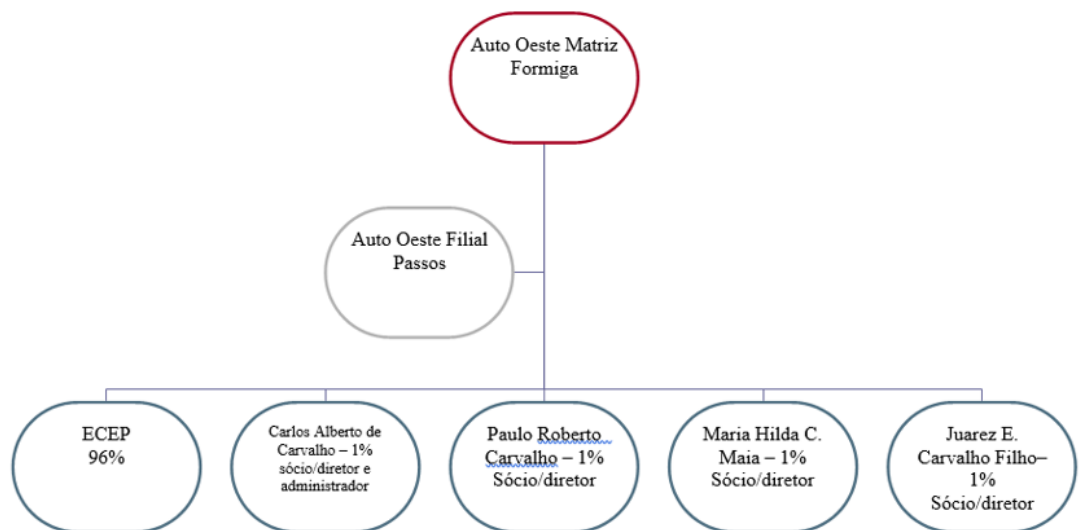 Auto Oeste Matriz
Formiga
Auto Oeste Filial
Passos
ECEP
96%
Carlos Alberto de
Carvalho – 1%
sócio/diretor e
administrador
Paulo Roberto
Carvalho – 1%
Sócio/diretor
Maria Hilda C.
Maia – 1%
Sócio/diretor
Juarez E.
Carvalho Filho–
1%
Sócio/diretor